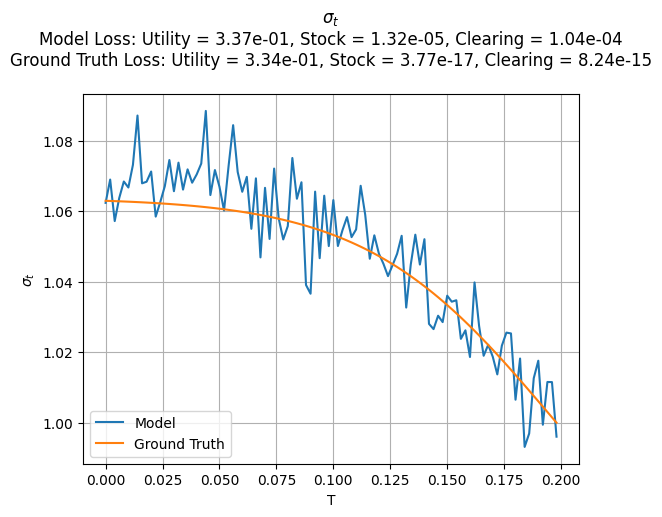 σt
Model Loss: Utility = 3.37e-01, Stock = 1.32e-05, Clearing = 1.04e-04
Ground Truth Loss: Utility = 3.34e-01, Stock = 3.77e-17, Clearing = 8.24e-15
1.08
1.06
1.04
1.02
1.00
σt
Model
Ground Truth
0.000 0.025 0.050 0.075 0.100 0.125 0.150 0.175 0.200
T